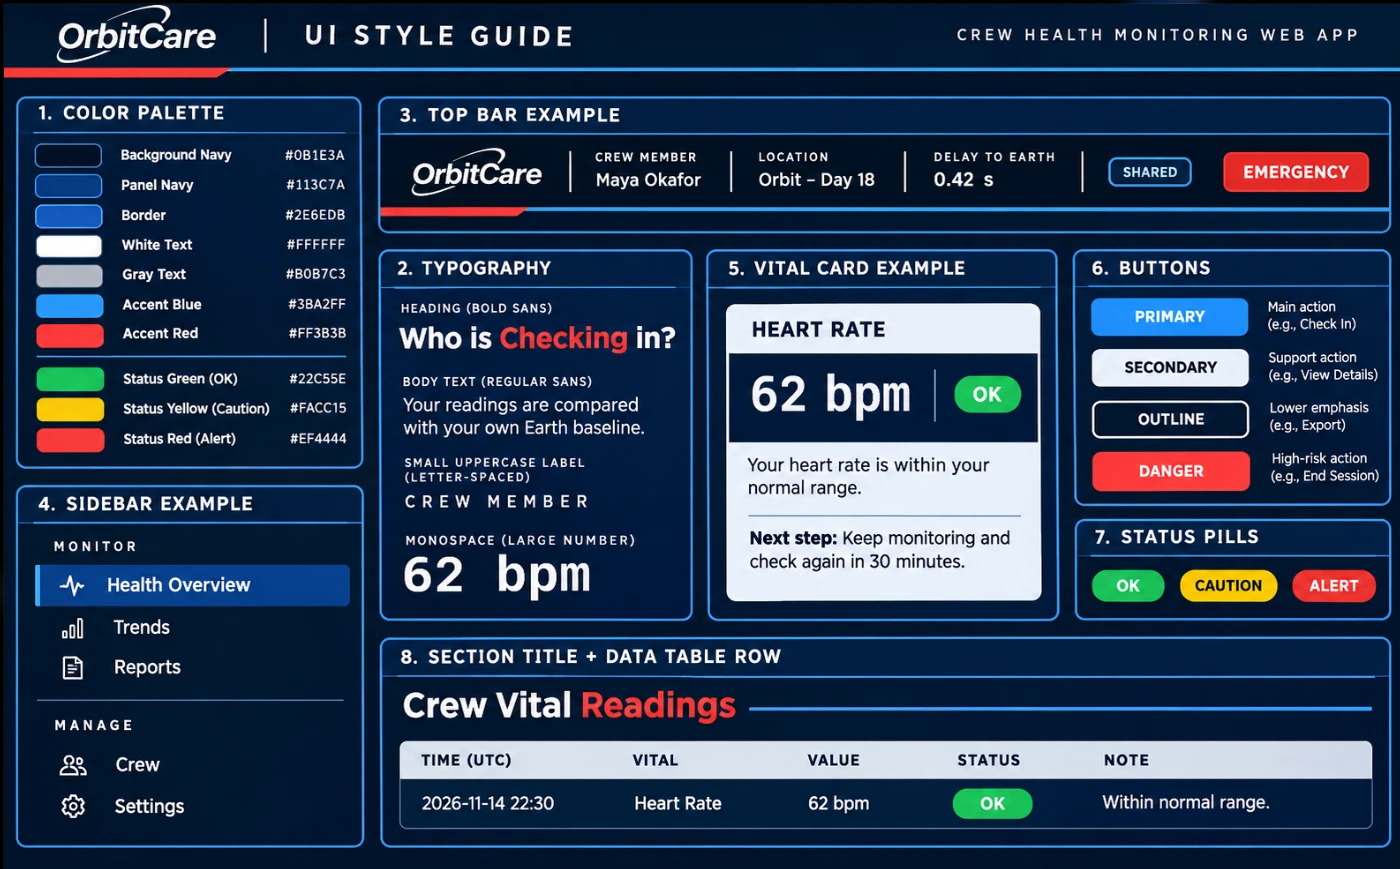 OrbitCare
UI STYLE GUIDE
CREW HEALTH MONITORING WEB APP
1. COLOR PALETTE
Background Navy #0B1E3A
Panel Navy #113C7A
Border #2E6EDB
White Text #FFFFFF
Gray Text #B0B7C3
Accent Blue #3BA2FF
Accent Red #FF3B3B
Status Green (OK) #22C55E
Status Yellow (Caution) #FACC15
Status Red (Alert) #EF4444
3. TOP BAR EXAMPLE
OrbitCare
CREW MEMBER
Maya Okafor
LOCATION
Orbit – Day 18
DELAY TO EARTH
0.42 s
SHARED
EMERGENCY
2. TYPOGRAPHY
HEADING (BOLD SANS)
Who is Checking in?
BODY TEXT (REGULAR SANS)
Your readings are compared
with your own Earth baseline.
SMALL UPPERCASE LABEL
(LETTER-SPACED)
CREW MEMBER
MONOSPACE (LARGE NUMBER)
62 bpm
5. VITAL CARD EXAMPLE
HEART RATE
62 bpm
OK
Your heart rate is within your
normal range.
Next step: Keep monitoring and
check again in 30 minutes.
6. BUTTONS
PRIMARY
Main action
(e.g., Check In)
SECONDARY
Support action
(e.g., View Details)
OUTLINE
Lower emphasis
(e.g., Export)
DANGER
High-risk action
(e.g., End Session)
7. STATUS PILLS
OK
CAUTION
ALERT
4. SIDEBAR EXAMPLE
MONITOR
Health Overview
Trends
Reports
MANAGE
Crew
Settings
8. SECTION TITLE + DATA TABLE ROW
Crew Vital Readings
TIME (UTC) VITAL VALUE STATUS NOTE
2026-11-14 22:30 Heart Rate 62 bpm OK Within normal range.